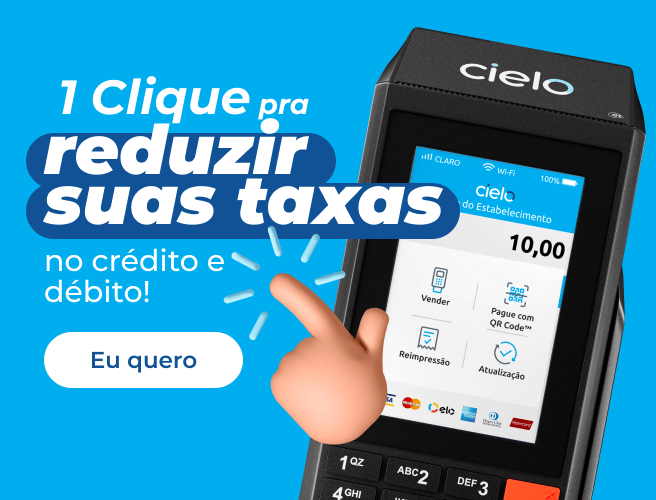 1 Clique pra
reduzir
suas taxas
no crédito e
débito!
Eu quero
cielo
CLARO
Wi-Fi
100%
cielo
do Estabelecimento
10,00
Vender
Pague com
QR Code™
Reimpressão
Atualização
elo
1 QZ
ABC 2
DEF 3
4 GHI